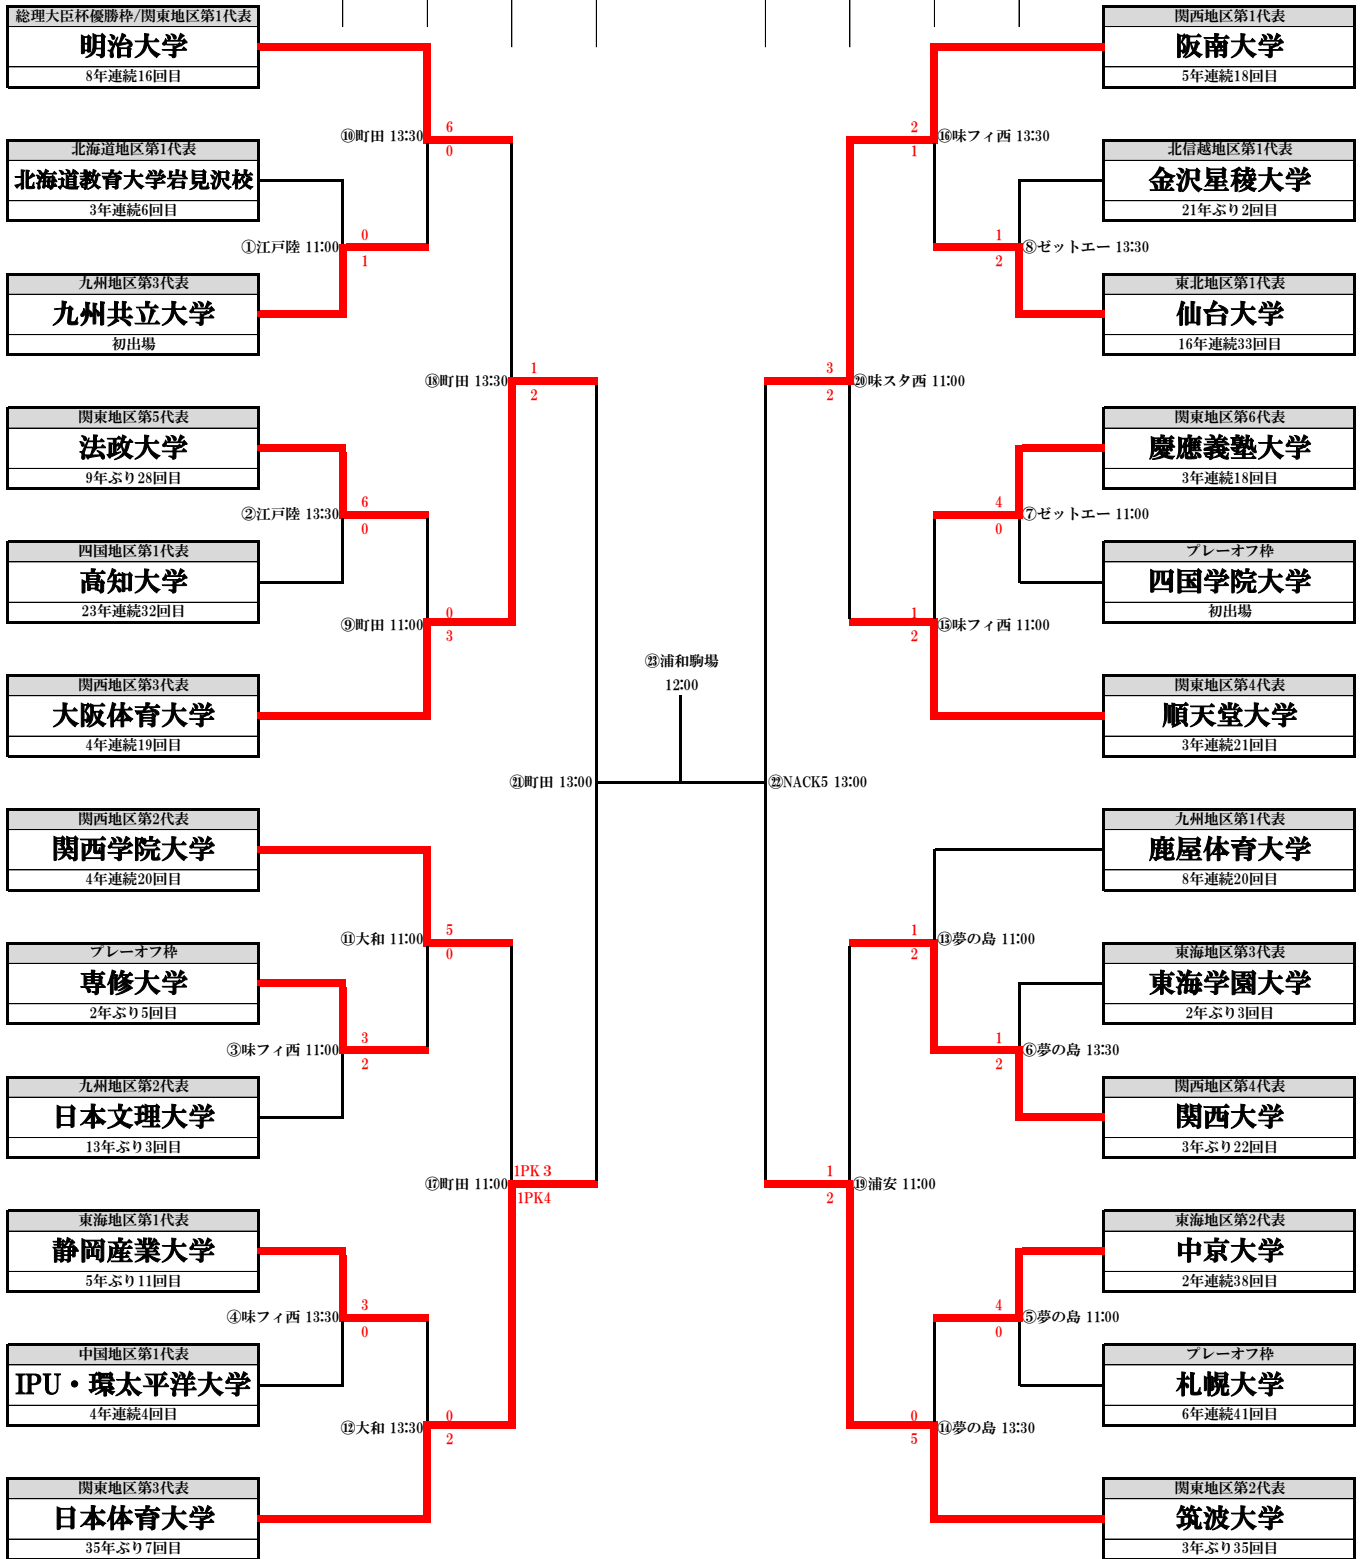 総理大臣杯優勝枠/関東地区第1代表
明治大学
8年連続16回目
北海道地区第1代表
北海道教育大学岩見沢校
3年連続6回目
九州地区第3代表
九州共立大学
初出場
関東地区第5代表
法政大学
9年ぶり28回目
四国地区第1代表
高知大学
23年連続32回目
関西地区第3代表
大阪体育大学
4年連続19回目
関西地区第2代表
関西学院大学
4年連続20回目
プレーオフ枠
専修大学
2年ぶり5回目
九州地区第2代表
日本文理大学
13年ぶり3回目
東海地区第1代表
静岡産業大学
5年ぶり11回目
中国地区第1代表
IPU・環太平洋大学
4年連続4回目
関東地区第3代表
日本体育大学
35年ぶり7回目
①江戸陸 11:00
0
1
②江戸陸 13:30
6
0
③味フィ西 11:00
3
2
④味フィ西 13:30
3
0
⑩町田 13:30
6
0
⑨町田 11:00
0
3
⑪大和 11:00
5
0
⑫大和 13:30
0
2
⑱町田 13:30
1
2
⑰町田 11:00
1PK 3
1PK4
㉑町田 13:00
㉓浦和駒場
12:00
㉒NACK5 13:00
3
2
⑳味スタ西 11:00
1
2
⑲浦安 11:00
2
1
⑯味フィ西 13:30
1
2
⑮味フィ西 11:00
1
2
⑬夢の島 11:00
0
5
⑭夢の島 13:30
1
2
⑧ゼットエー 13:30
4
0
⑦ゼットエー 11:00
1
2
⑥夢の島 13:30
4
0
⑤夢の島 11:00
関西地区第1代表
阪南大学
5年連続18回目
北信越地区第1代表
金沢星稜大学
21年ぶり2回目
東北地区第1代表
仙台大学
16年連続33回目
関東地区第6代表
慶應義塾大学
3年連続18回目
プレーオフ枠
四国学院大学
初出場
関東地区第4代表
順天堂大学
3年連続21回目
九州地区第1代表
鹿屋体育大学
8年連続20回目
東海地区第3代表
東海学園大学
2年ぶり3回目
関西地区第4代表
関西大学
3年ぶり22回目
東海地区第2代表
中京大学
2年連続38回目
プレーオフ枠
札幌大学
6年連続41回目
関東地区第2代表
筑波大学
3年ぶり35回目